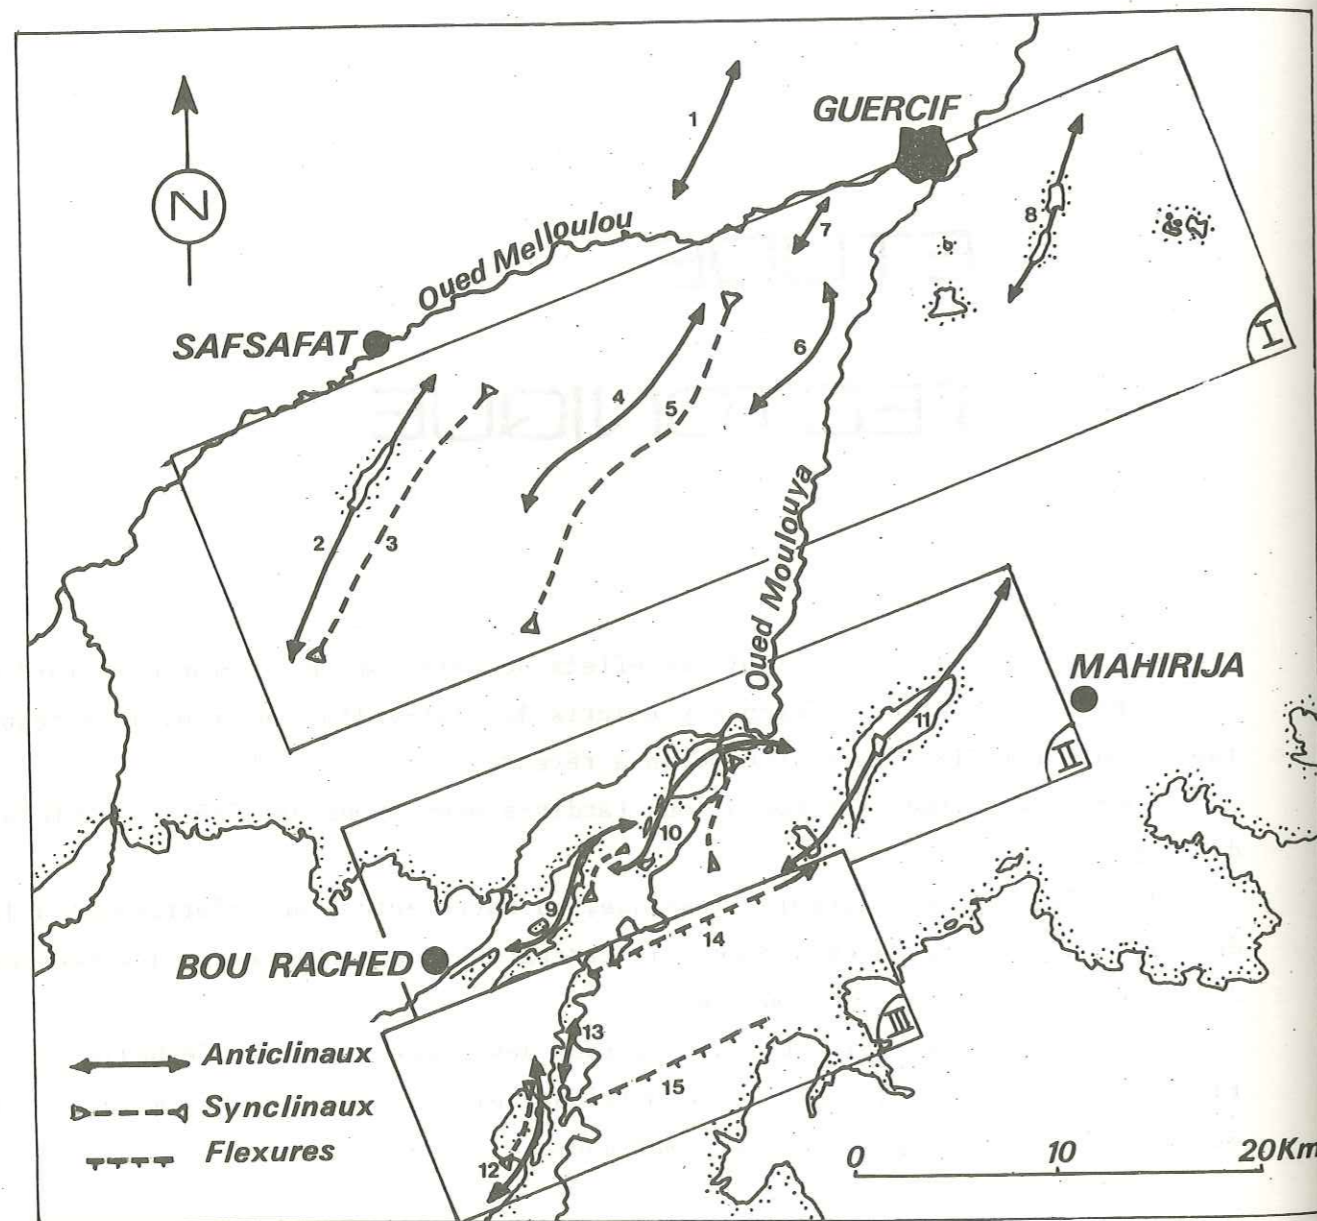 1
GUERCIF
N
8
7
Oued Melloulou
SAFSAFAT
I
6
4
5
2
3
Oued Moulouya
MAHIRIJA
11
II
10
9
14
BOU RACHED
III
13
15
12
Anticlinaux
Synclinaux
Flexures
0 10 20Km